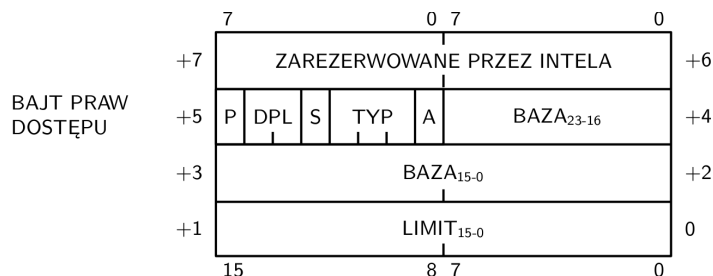 7 0 7 0
+7 ZAREZERWOWANE PRZEZ INTELA +6
BAJT PRAW
DOSTĘPU
+5 P DPL S TYP A BAZA23-16 +4
+3 BAZA15-0 +2
+1 LIMIT15-0 0
15 8 7 0